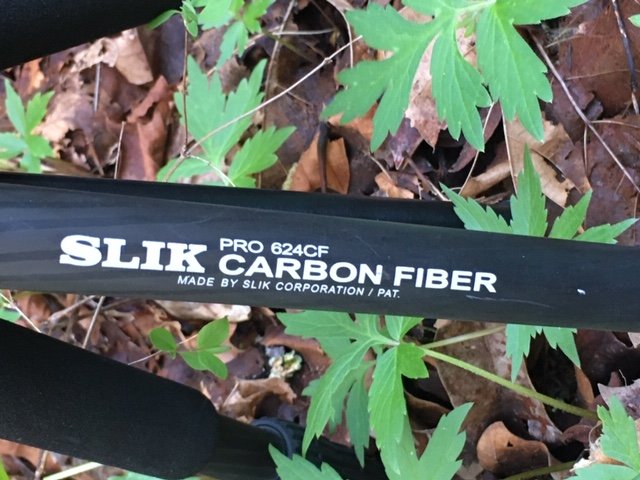 SLIK PRO 624CF
CARBON FIBER
MADE BY SLIK CORPORATION / PAT.